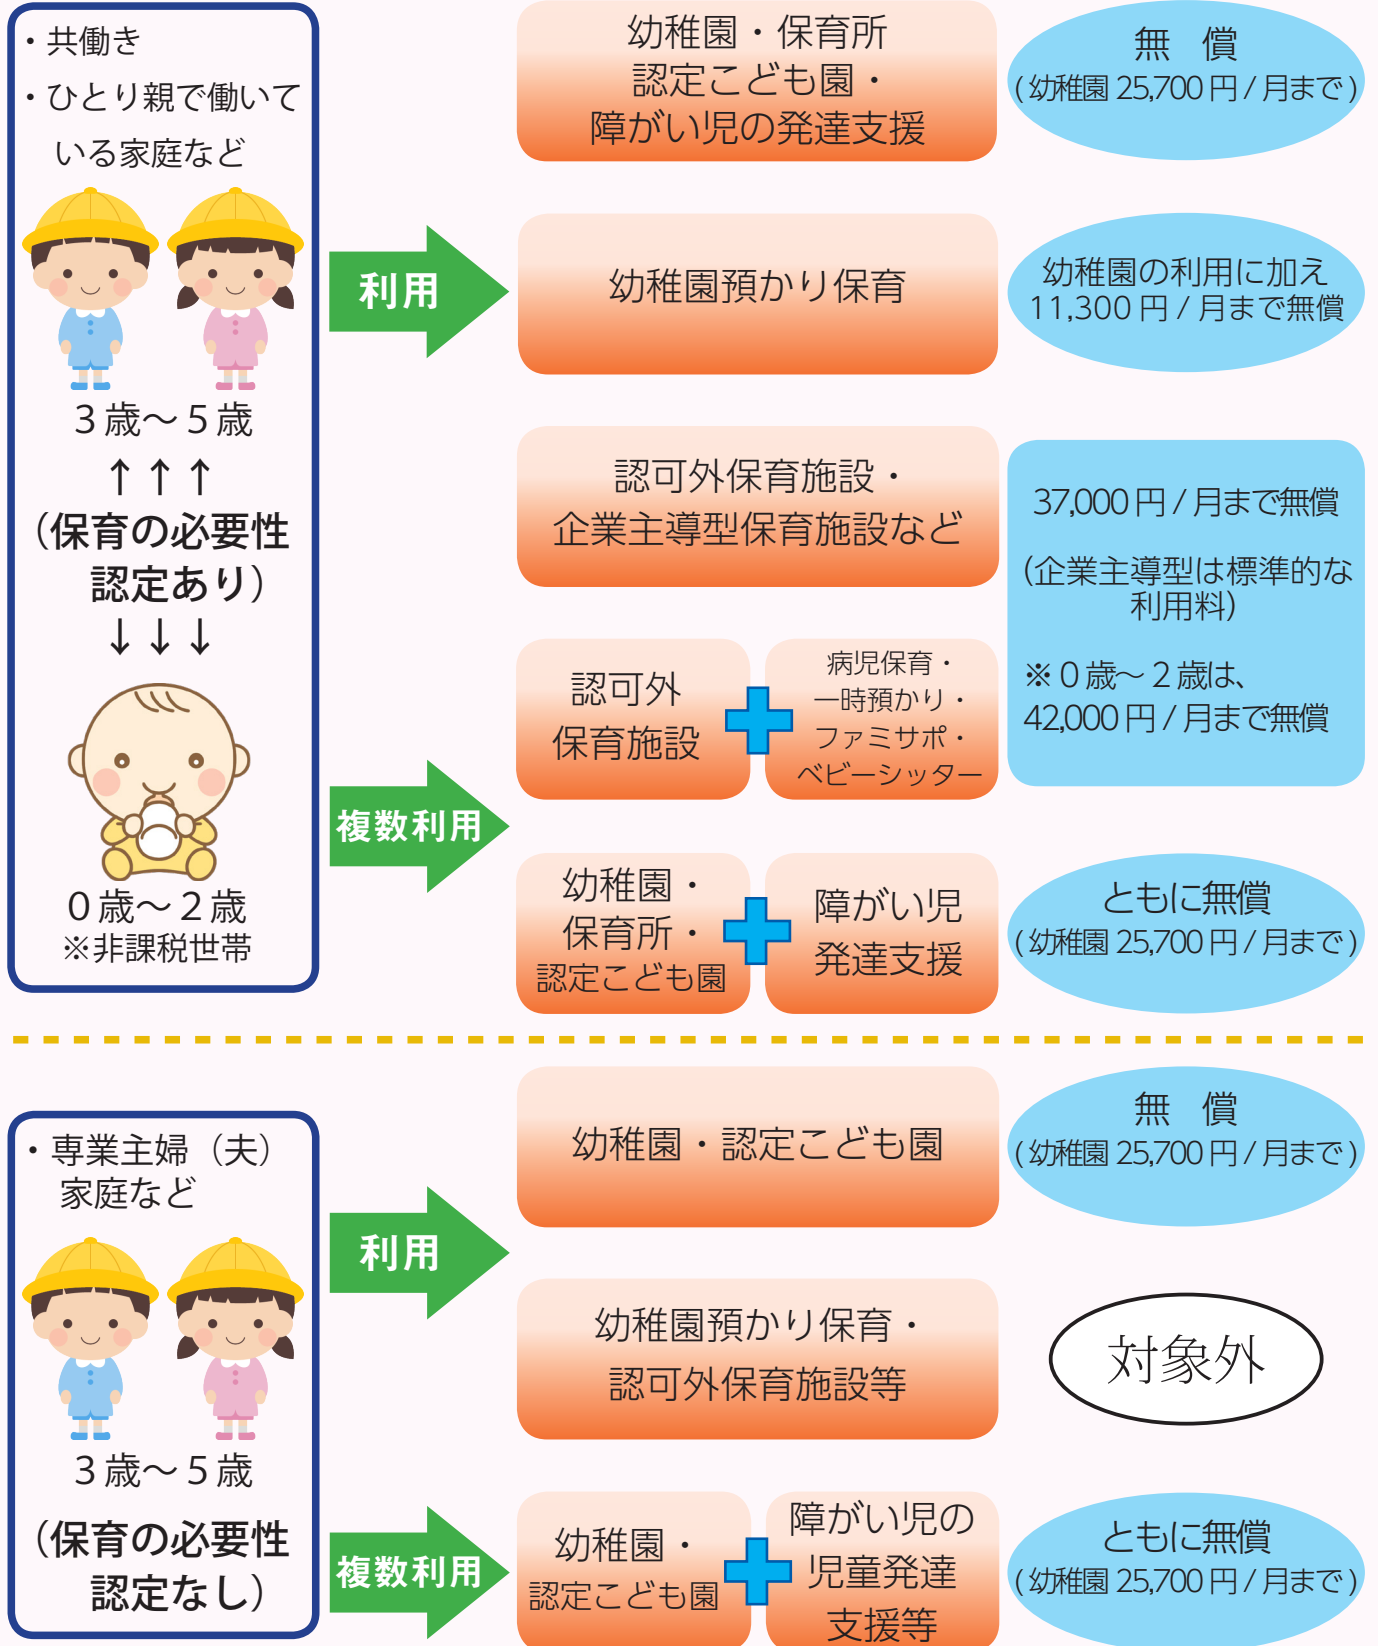 ・共働き
・ひとり親で働いて
いる家庭など
3歳〜5歳
↑↑↑
（保育の必要性
認定あり）
↓↓↓
0歳〜2歳
※非課税世帯
利用
幼稚園・保育所
認定こども園・
障がい児の発達支援
無　償
(幼稚園 25,700 円 / 月まで)
幼稚園預かり保育
幼稚園の利用に加え
11,300 円 / 月まで無償
認可外保育施設・
企業主導型保育施設など
37,000 円 / 月まで無償
（企業主導型は標準的な
利用料）
※0歳〜2歳は、
42,000 円 / 月まで無償
複数利用
認可外
保育施設
病児保育・
一時預かり・
ファミサポ・
ベビーシッター
幼稚園・
保育所・
認定こども園
障がい児
発達支援
ともに無償
(幼稚園 25,700 円 / 月まで)
・専業主婦（夫）
家庭など
3歳〜5歳
（保育の必要性
認定なし）
利用
幼稚園・認定こども園
無　償
(幼稚園 25,700 円 / 月まで)
幼稚園預かり保育・
認可外保育施設等
対象外
複数利用
幼稚園・
認定こども園
障がい児の
児童発達
支援等
ともに無償
(幼稚園 25,700 円 / 月まで)